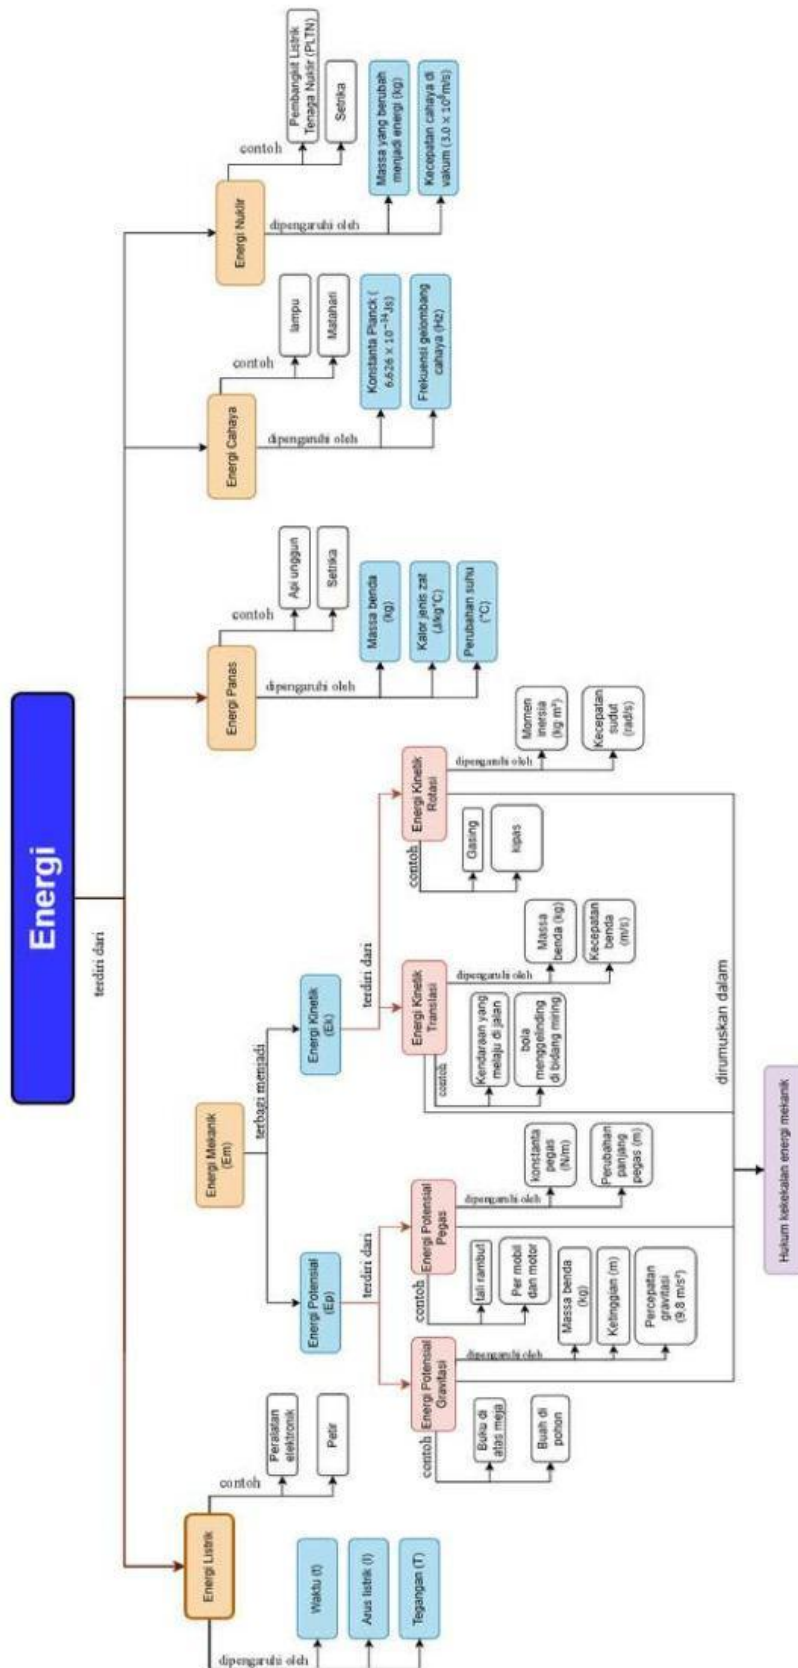 Energi
terdiri dari
Energi Listrik
contoh
Peralatan
elektronik
Petir
dipengaruhi oleh
Waktu (t)
Arus listrik (I)
Tegangan (T)
Energi Mekanik
(Em)
terbagi menjadi
Energi Potensial
(Ep)
terdiri dari
Energi Potensial
Gravitasi
contoh
Buku di
atas meja
Buah di
pohon
dipengaruhi oleh
Massa benda
(kg)
Ketinggian (m)
Percepatan
gravitasi
(9,8 m/s²)
Energi Potensial
Pegas
contoh
tali rambut
Per mobil
dan motor
dipengaruhi oleh
konstanta
pegas
(N/m)
Perubahan
panjang
pegas (m)
Energi Kinetik
(Ek)
terdiri dari
Energi Kinetik
Translasi
contoh
Kendaraan yang
melaju di jalan
bola
menggelinding
di bidang miring
dipengaruhi oleh
Massa
benda (kg)
Kecepatan
benda
(m/s)
Energi Kinetik
Rotasi
contoh
Gasing
kipas
dipengaruhi oleh
Momen
inersia
(kg m²)
Kecepatan
sudut
(rad/s)
dirumuskan dalam
Hukum kekekalan energi mekanik
Energi Panas
contoh
Api unggun
Setrika
dipengaruhi oleh
Massa benda
(kg)
Kalor jenis zat
(J/kg°C)
Perubahan suhu
(°C)
Energi Cahaya
contoh
lampu
Matahari
dipengaruhi oleh
Konstanta Planck (
6,626 × 10⁻³⁴Js)
Frekuensi gelombang
cahaya (Hz)
Energi Nuklir
contoh
Pembangkit Listrik
Tenaga Nuklir (PLTN)
Setrika
dipengaruhi oleh
Massa yang berubah
menjadi energi (kg)
Kecepatan cahaya di
vakum (3.0 × 10⁸m/s)